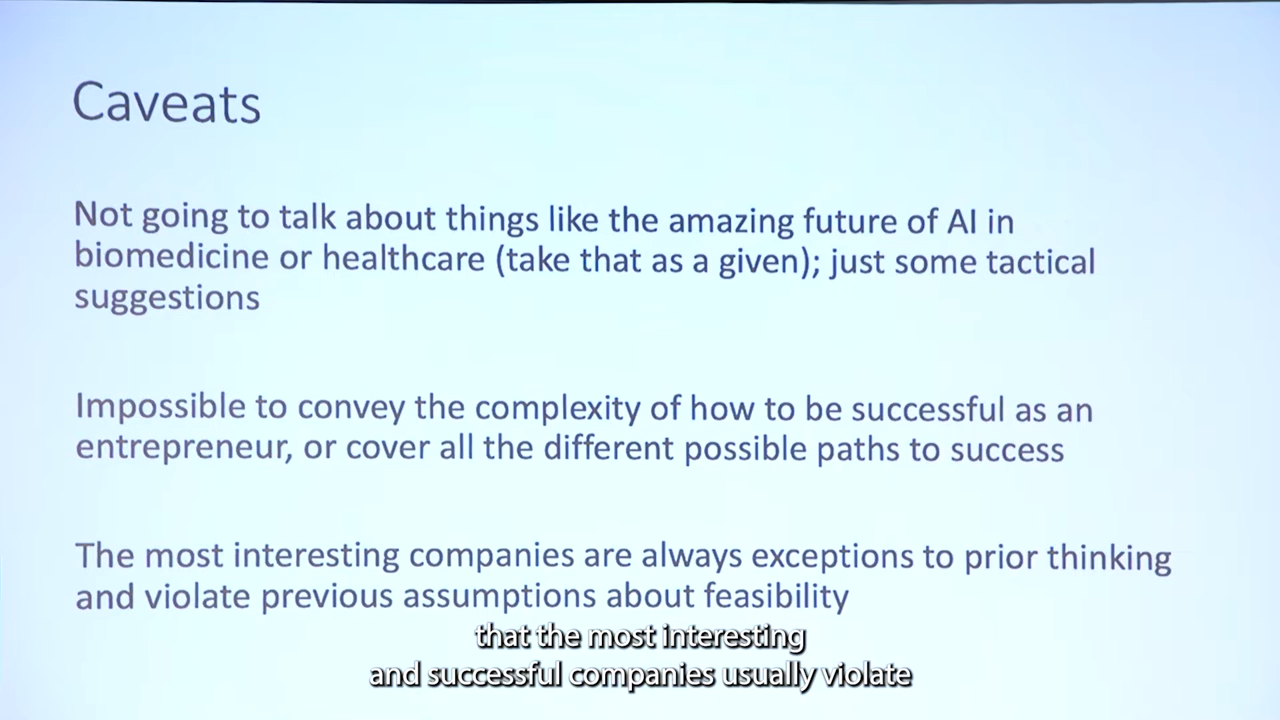 Caveats
Not going to talk about things like the amazing future of AI in
biomedicine or healthcare (take that as a given); just some tactical
suggestions
Impossible to convey the complexity of how to be successful as an
entrepreneur, or cover all the different possible paths to success
The most interesting companies are always exceptions to prior thinking
and violate previous assumptions about feasibility
that the most interesting
and successful companies usually violate